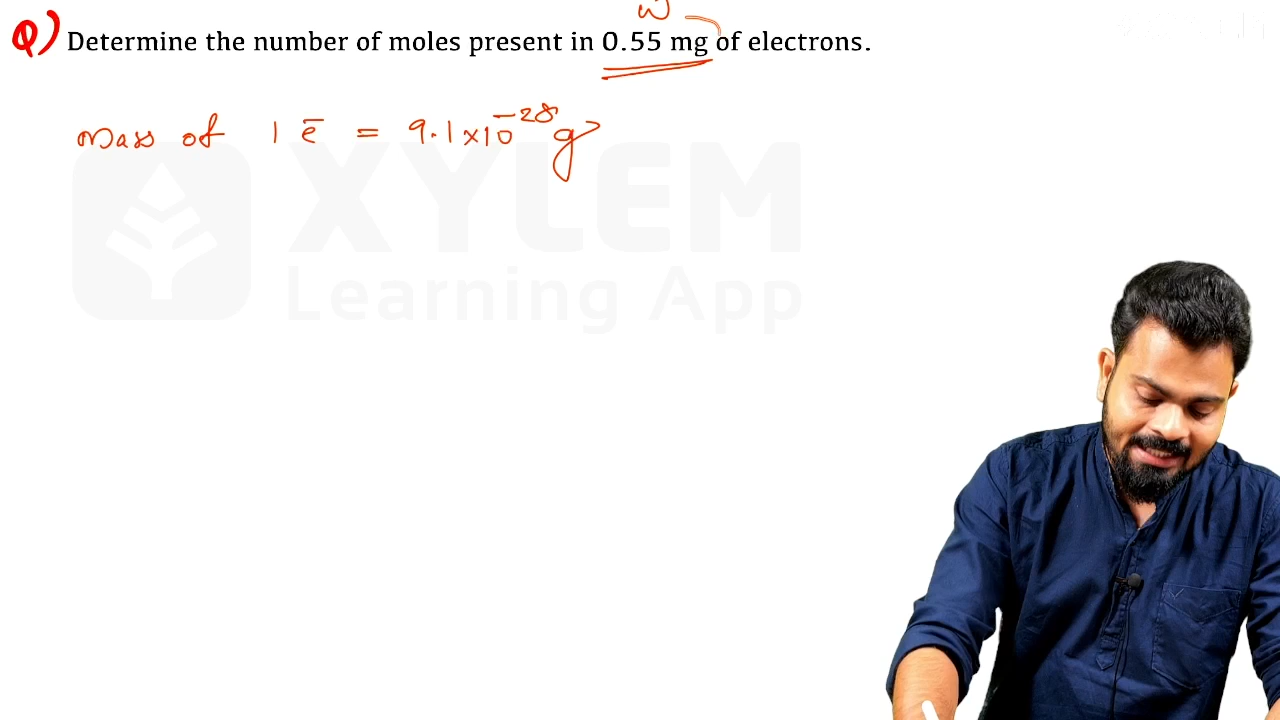 w
Q) Determine the number of moles present in 0.55 mg of electrons.
mass of 1 e̅ = 9.1×10⁻²⁸ g
XYLEM
Learning App